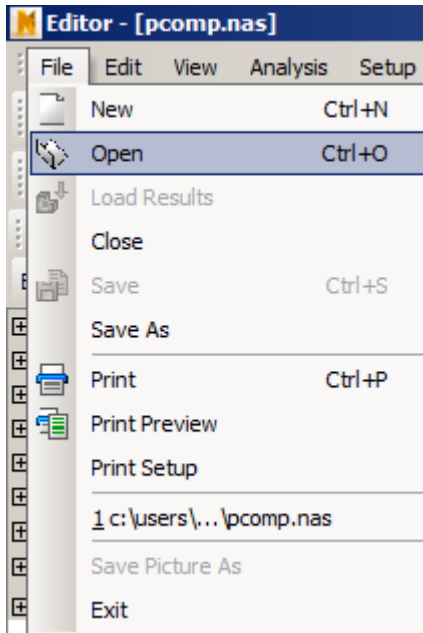 Editor - [pcomp.nas]
File Edit View Analysis Setup
New Ctrl+N
Open Ctrl+O
Load Results
Close
Save Ctrl+S
Save As
Print Ctrl+P
Print Preview
Print Setup
1 c:\users\...\pcomp.nas
Save Picture As
Exit